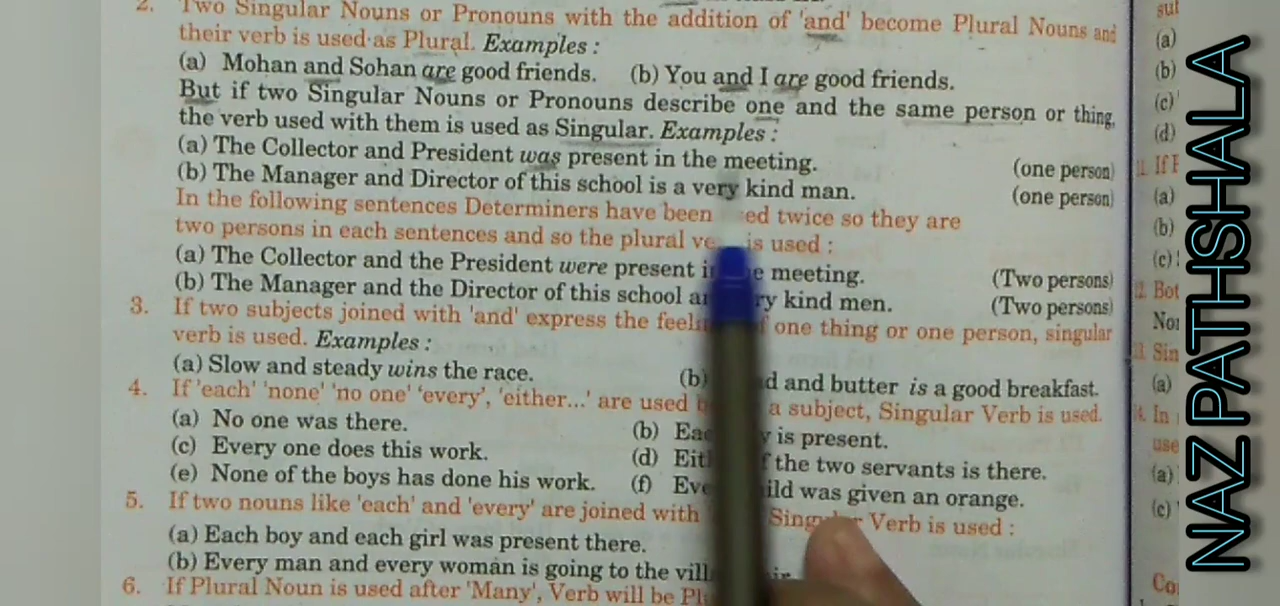 2. Two Singular Nouns or Pronouns with the addition of 'and' become Plural Nouns and
their verb is used as Plural. Examples :
(a) Mohan and Sohan are good friends. (b) You and I are good friends.
But if two Singular Nouns or Pronouns describe one and the same person or thing,
the verb used with them is used as Singular. Examples :
(a) The Collector and President was present in the meeting. (one person)
(b) The Manager and Director of this school is a very kind man. (one person)
In the following sentences Determiners have been ed twice so they are
two persons in each sentences and so the plural ve is used :
(a) The Collector and the President were present i e meeting. (Two persons)
(b) The Manager and the Director of this school a ry kind men. (Two persons)
3. If two subjects joined with 'and' express the feeli f one thing or one person, singular
verb is used. Examples :
(a) Slow and steady wins the race. (b) d and butter is a good breakfast.
4. If 'each' 'none' 'no one' 'every', 'either...' are used b a subject, Singular Verb is used.
(a) No one was there. (b) Eac y is present.
(c) Every one does this work. (d) Eit f the two servants is there.
(e) None of the boys has done his work. (f) Eve ild was given an orange.
5. If two nouns like 'each' and 'every' are joined with Singular Verb is used :
(a) Each boy and each girl was present there.
(b) Every man and every woman is going to the vill ir
6. If Plural Noun is used after 'Many', Verb will be Pl
sul
(a)
(b)
(c)
(d)
11. If F
(a)
(b)
(c)
12. Bot
Nor
13. Sin
(a)
14. In
use
(a)
(c)
Co
NAZ PATHSHALA